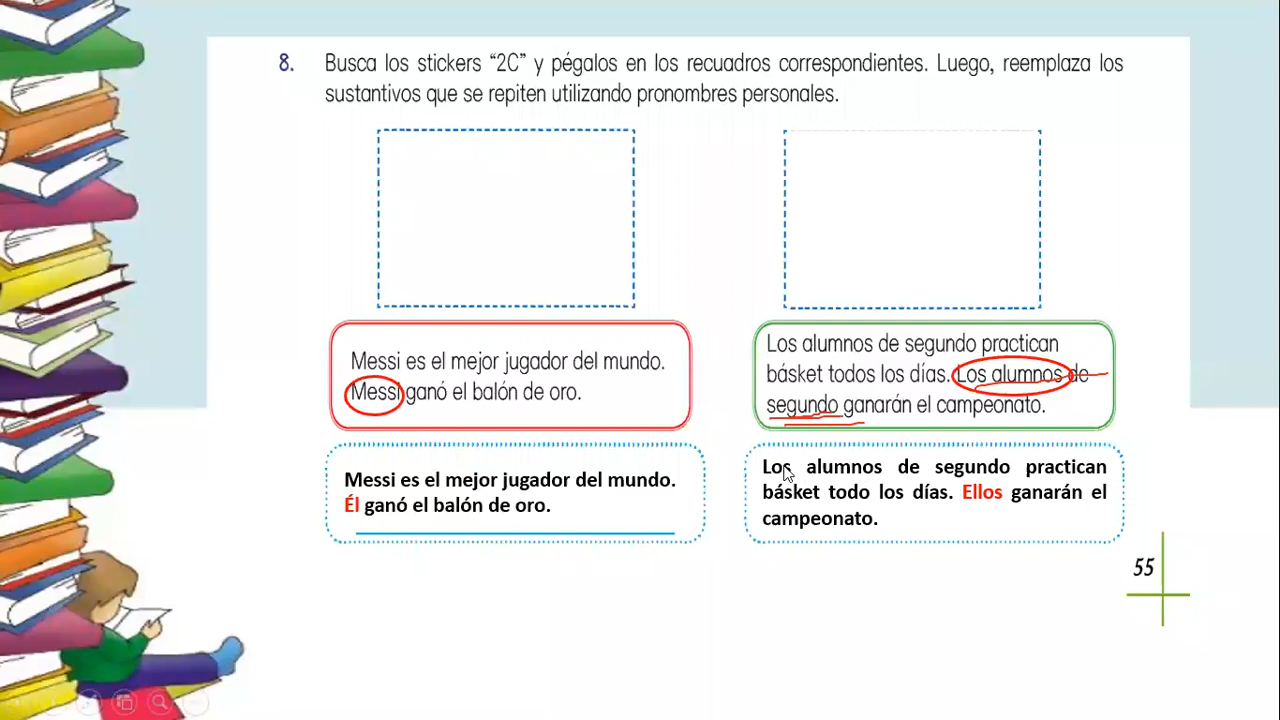 8. Busca los stickers “2C” y pégalos en los recuadros correspondientes. Luego, reemplaza los
sustantivos que se repiten utilizando pronombres personales.
Messi es el mejor jugador del mundo.
Messi ganó el balón de oro.
Los alumnos de segundo practican
básket todos los días. Los alumnos de
segundo ganarán el campeonato.
Messi es el mejor jugador del mundo.
Él ganó el balón de oro.
Los alumnos de segundo practican
básket todo los días. Ellos ganarán el
campeonato.
55